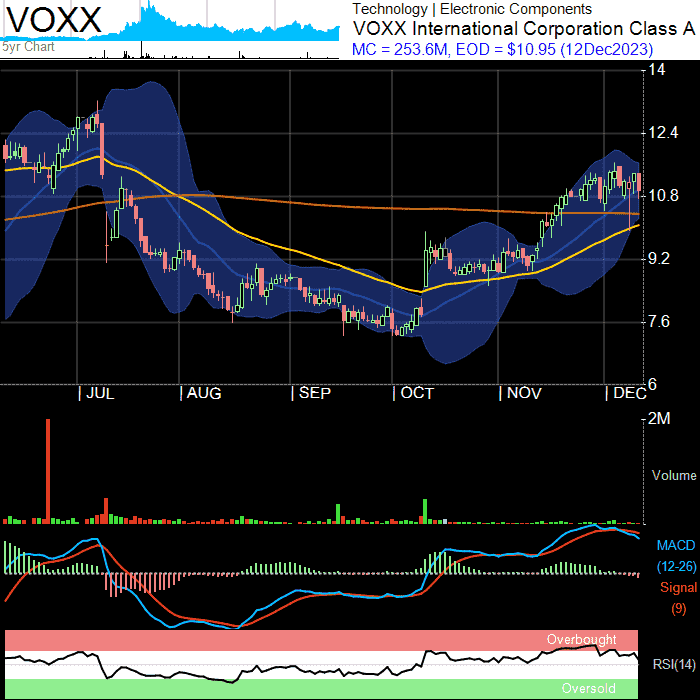 VOXX
5yr Chart
Technology | Electronic Components
VOXX International Corporation Class A
MC = 253.6M, EOD = $10.95 (12Dec2023)
14
12.4
10.8
9.2
7.6
6
| JUL | AUG | SEP | OCT | NOV | DEC
2M
Volume
MACD
(12-26)
Signal
(9)
Overbought
RSI(14)
Oversold